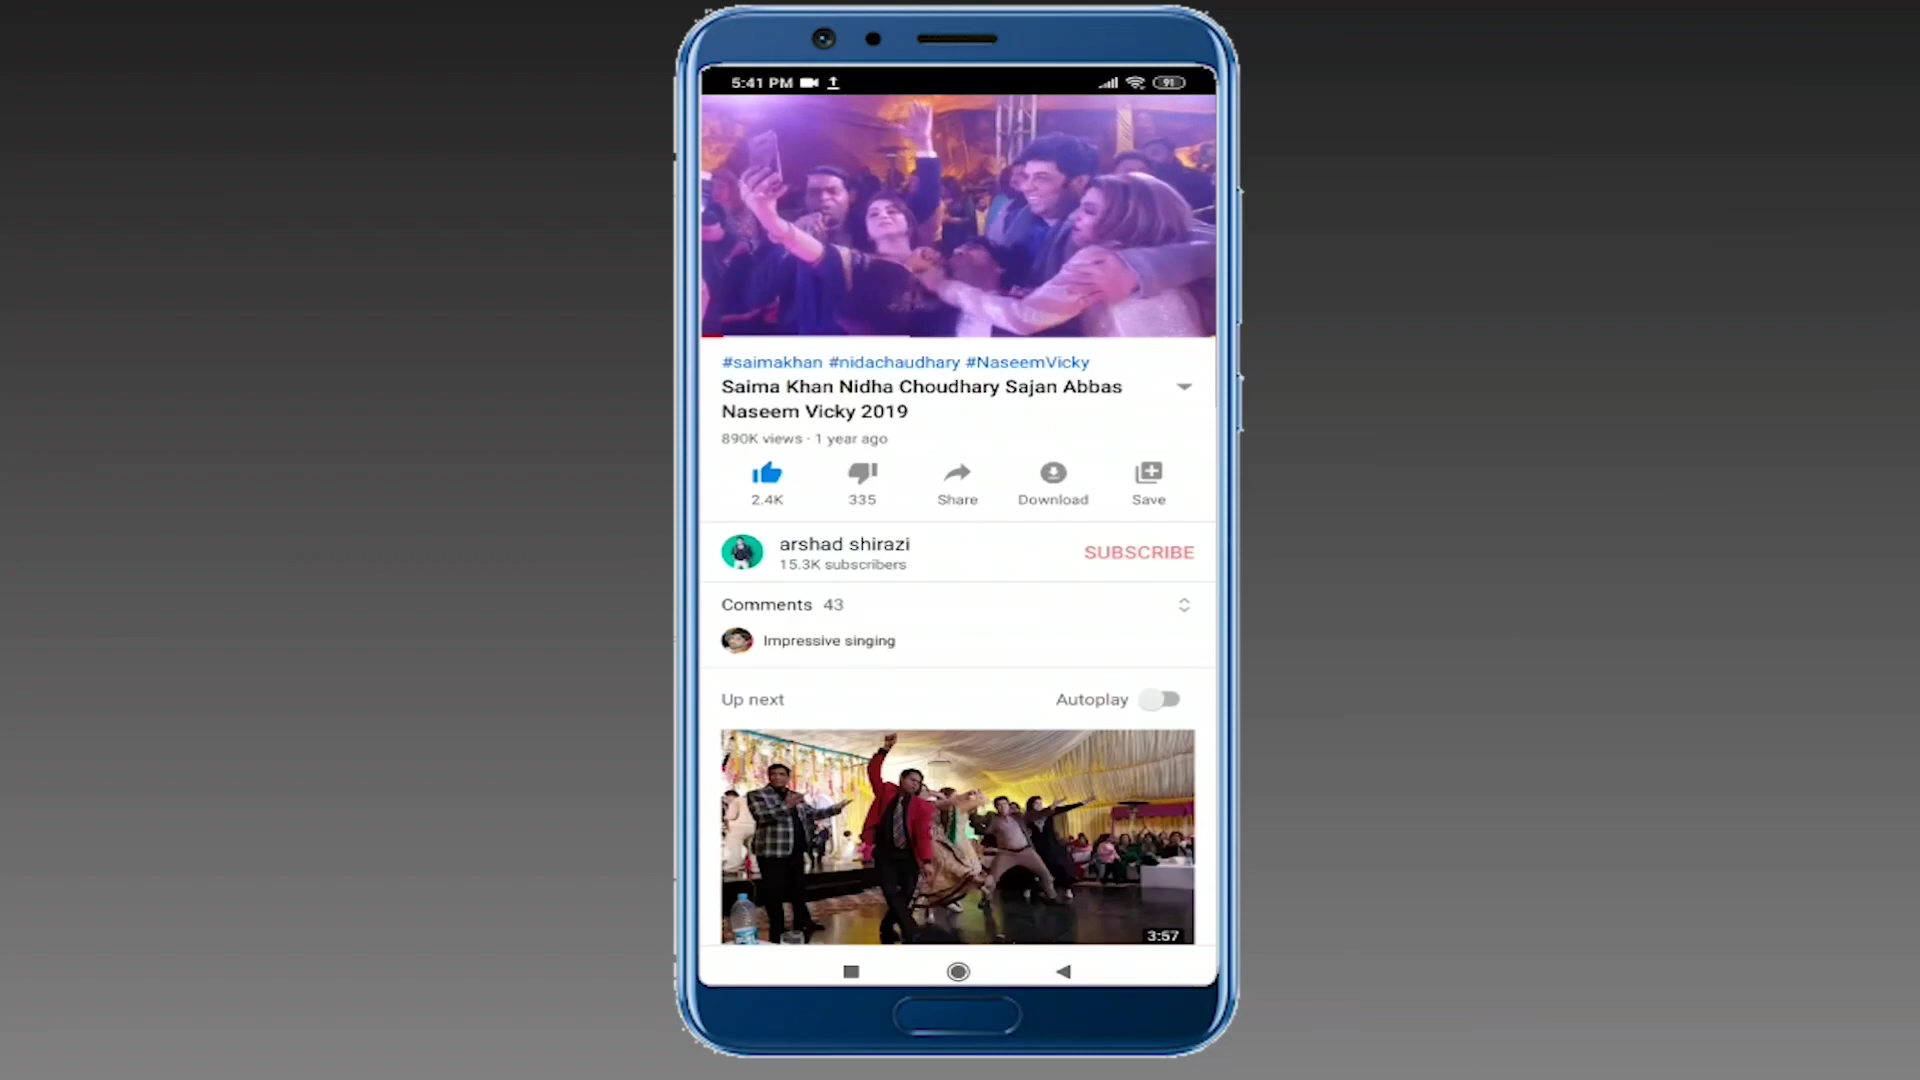 5:41 PM
91
#saimakhan #nidachaudhary #NaseemVicky
Saima Khan Nidha Choudhary Sajan Abbas
Naseem Vicky 2019
890K views · 1 year ago
2.4K
335
Share
Download
Save
arshad shirazi
15.3K subscribers
SUBSCRIBE
Comments 43
Impressive singing
Up next
Autoplay
3:57